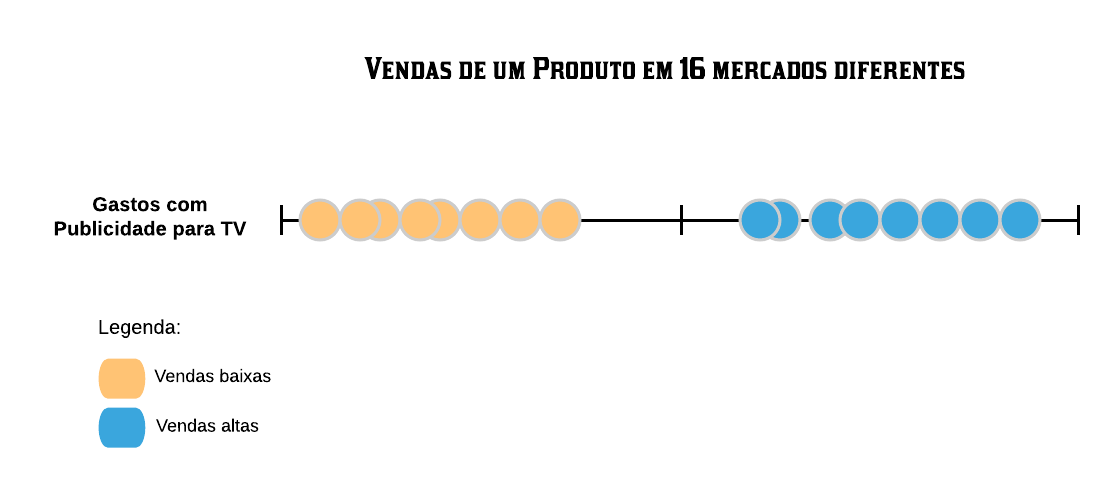 Vendas de um Produto em 16 mercados diferentes
Gastos com
Publicidade para TV
Legenda:
Vendas baixas
Vendas altas